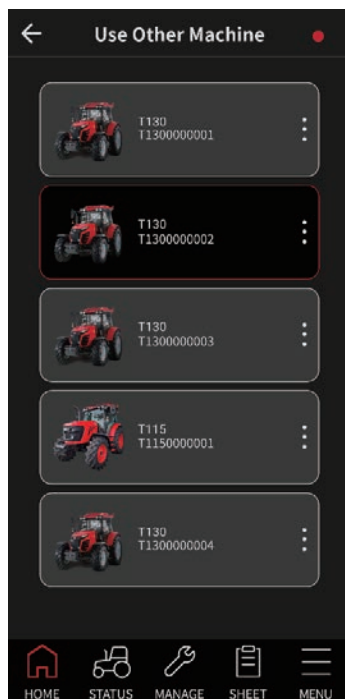 Use Other Machine
T130
T1300000001
T130
T1300000002
T130
T1300000003
T115
T1150000001
T130
T1300000004
HOME STATUS MANAGE SHEET MENU